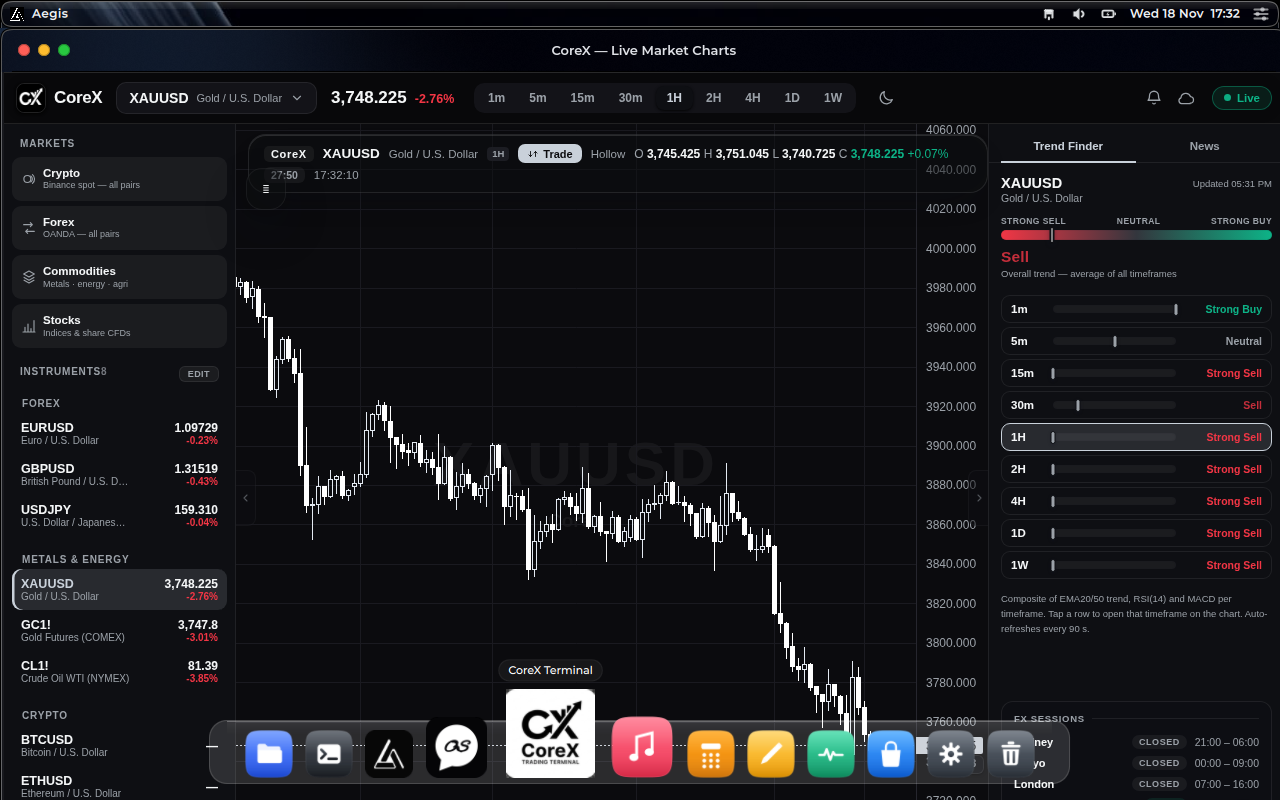 Aegis
Wed 18 Nov 17:32
CoreX — Live Market Charts
CX CoreX
XAUUSD Gold / U.S. Dollar
3,748.225 -2.76%
1m 5m 15m 30m 1H 2H 4H 1D 1W
Live
MARKETS
Crypto
Binance spot — all pairs
Forex
OANDA — all pairs
Commodities
Metals · energy · agri
Stocks
Indices & share CFDs
INSTRUMENTS8
EDIT
FOREX
EURUSD 1.09729
Euro / U.S. Dollar -0.23%
GBPUSD 1.31519
British Pound / U.S. D… -0.43%
USDJPY 159.310
U.S. Dollar / Japanes… -0.04%
METALS & ENERGY
XAUUSD 3,748.225
Gold / U.S. Dollar -2.76%
GC1! 3,747.8
Gold Futures (COMEX) -3.01%
CL1! 81.39
Crude Oil WTI (NYMEX) -3.85%
CRYPTO
BTCUSD —
Bitcoin / U.S. Dollar
ETHUSD —
Ethereum / U.S. Dollar
CoreX XAUUSD Gold / U.S. Dollar 1H Trade Hollow O 3,745.425 H 3,751.045 L 3,740.725 C 3,748.225 +0.07%
27:50 17:32:10
XAUUSD
4060.000
4040.000
4020.000
4000.000
3980.000
3960.000
3940.000
3920.000
3900.000
3880.000
3860.000
3840.000
3820.000
3800.000
3780.000
3760.000
3720.000
CoreX Terminal
CX
CoreX
TRADING TERMINAL
Trend Finder News
XAUUSD Updated 05:31 PM
Gold / U.S. Dollar
STRONG SELL NEUTRAL STRONG BUY
Sell
Overall trend — average of all timeframes
1m Strong Buy
5m Neutral
15m Strong Sell
30m Sell
1H Strong Sell
2H Strong Sell
4H Strong Sell
1D Strong Sell
1W Strong Sell
Composite of EMA20/50 trend, RSI(14) and MACD per
timeframe. Tap a row to open that timeframe on the chart. Auto-
refreshes every 90 s.
FX SESSIONS
CLOSED 21:00 – 06:00
CLOSED 00:00 – 09:00
London CLOSED 07:00 – 16:00